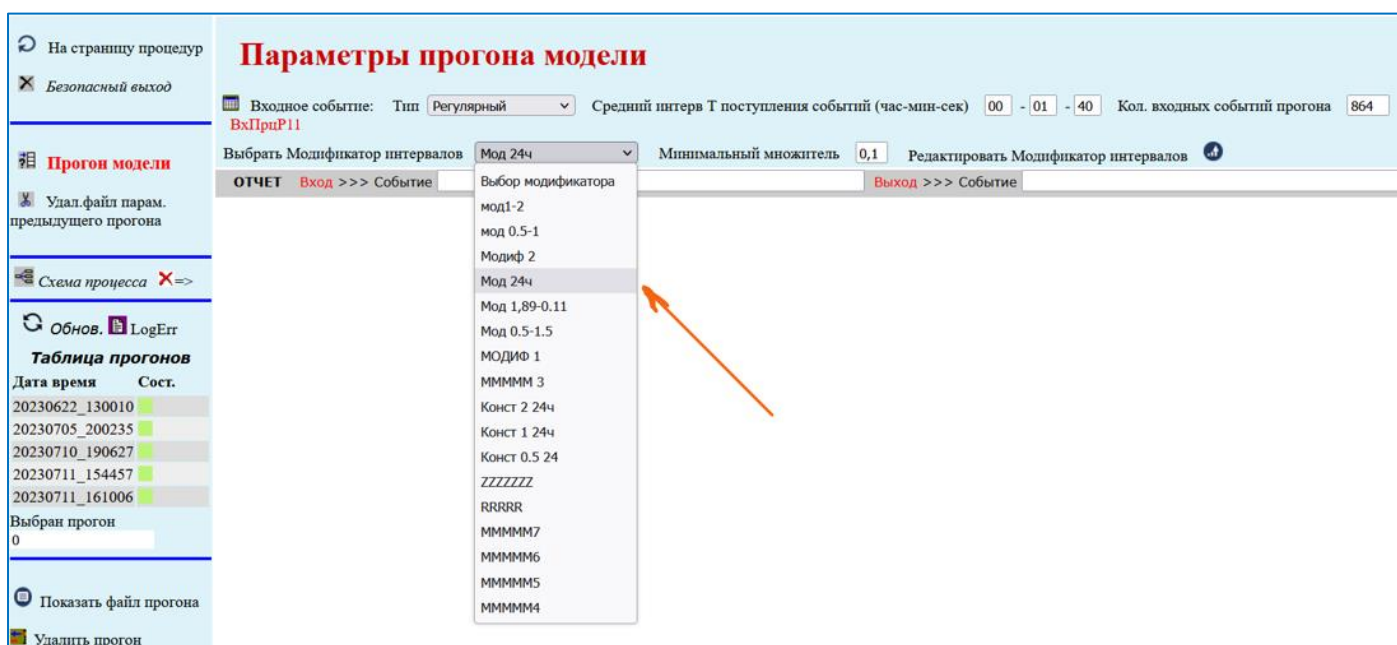 На страницу процедур
Безопасный выход
Прогон модели
Удал.файл парам.
предыдущего прогона
Схема процесса =>
Обнов. LogErr
Таблица прогонов
Дата время Сост.
20230622_130010
20230705_200235
20230710_190627
20230711_154457
20230711_161006
Выбран прогон
0
Показать файл прогона
Удалить прогон
Параметры прогона модели
Входное событие: Тип Регулярный Средний интерв Т поступления событий (час-мин-сек) 00 - 01 - 40 Кол. входных событий прогона 864
ВхПрцР11
Выбрать Модификатор интервалов Мод 24ч Минимальный множитель 0,1 Редактировать Модификатор интервалов
ОТЧЕТ Вход >>> Событие Выход >>> Событие
Выбор модификатора
мод1-2
мод 0.5-1
Модиф 2
Мод 24ч
Мод 1,89-0.11
Мод 0.5-1.5
МОДИФ 1
МММММ 3
Конст 2 24ч
Конст 1 24ч
Конст 0.5 24
ZZZZZZZ
RRRRR
МММММ7
МММММ6
МММММ5
МММММ4